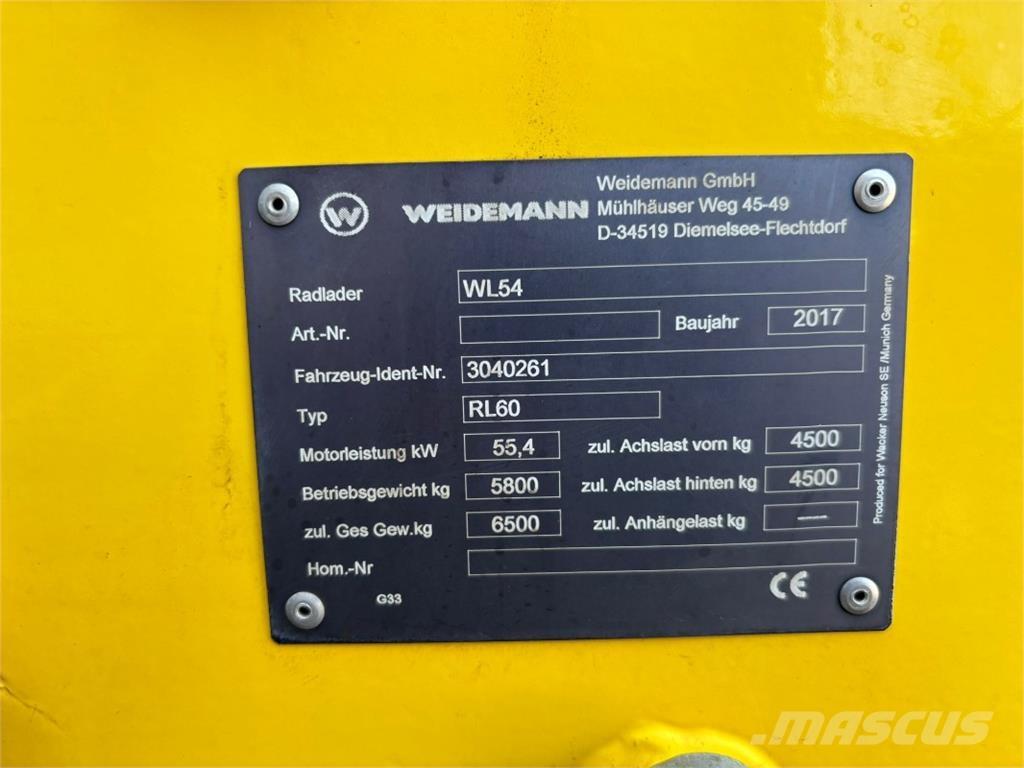 W WEIDEMANN
Weidemann GmbH
Mühlhäuser Weg 45-49
D-34519 Diemelsee-Flechtdorf
Radlader WL54
Art.-Nr. Baujahr 2017
Fahrzeug-Ident-Nr. 3040261
Typ RL60
Motorleistung kW 55,4 zul. Achslast vorn kg 4500
Betriebsgewicht kg 5800 zul. Achslast hinten kg 4500
zul. Ges Gew.kg 6500 zul. Anhängelast kg ----
Hom.-Nr
G33 CE
Produced for Wacker Neuson SE /Munich Germany
MASCUS